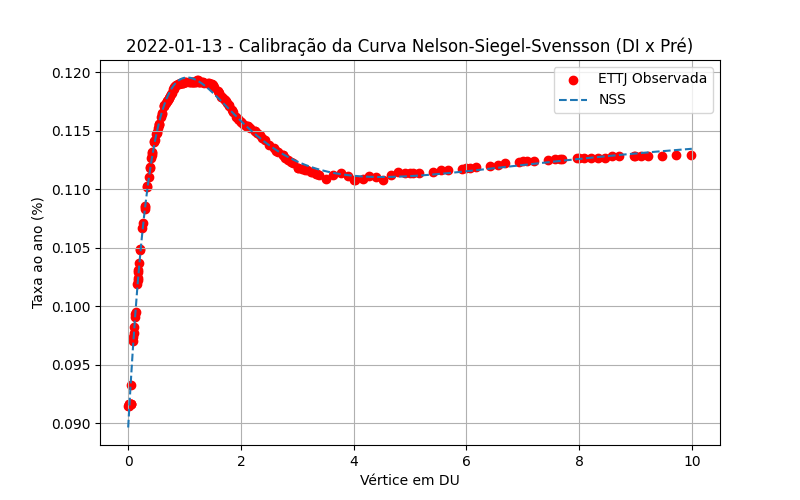 2022-01-13 - Calibração da Curva Nelson-Siegel-Svensson (DI x Pré)
ETTJ Observada
NSS
Taxa ao ano (%)
0.120
0.115
0.110
0.105
0.100
0.095
0.090
0 2 4 6 8 10
Vértice em DU